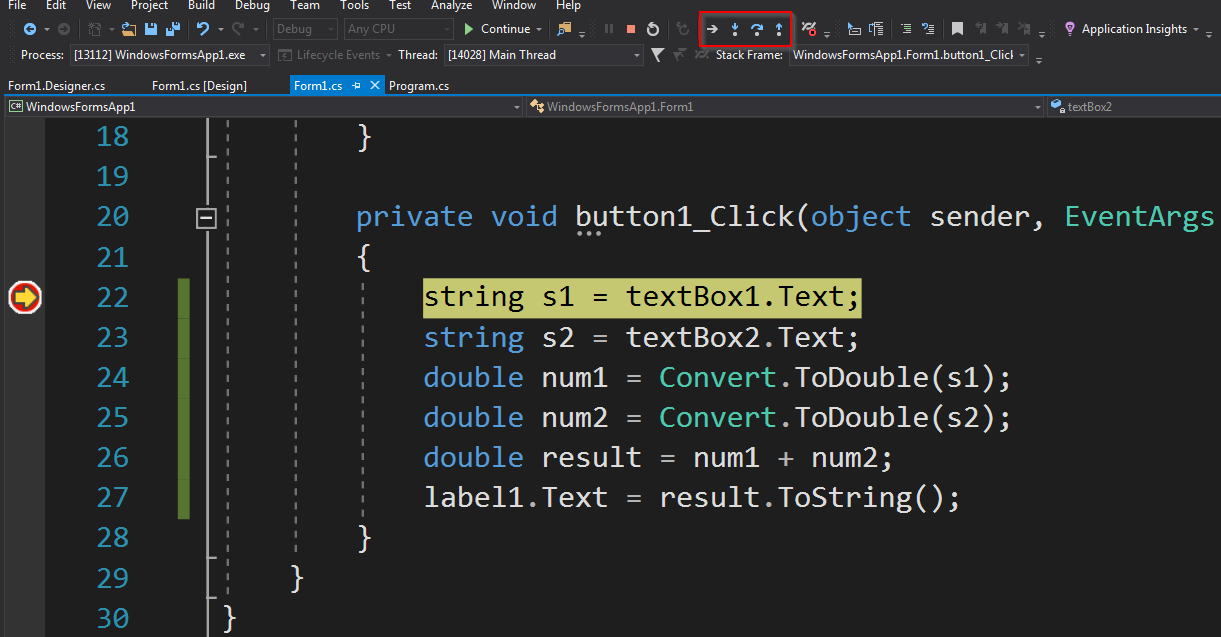 File Edit View Project Build Debug Team Tools Test Analyze Window Help
Debug Any CPU Continue Application Insights
Process: [13112] WindowsFormsApp1.exe Lifecycle Events Thread: [14028] Main Thread Stack Frame: WindowsFormsApp1.Form1.button1_Click
Form1.Designer.cs Form1.cs [Design] Form1.cs Program.cs
C# WindowsFormsApp1 WindowsFormsApp1.Form1 textBox2
18 }
19
20 private void button1_Click(object sender, EventArgs
21 {
22 string s1 = textBox1.Text;
23 string s2 = textBox2.Text;
24 double num1 = Convert.ToDouble(s1);
25 double num2 = Convert.ToDouble(s2);
26 double result = num1 + num2;
27 label1.Text = result.ToString();
28 }
29 }
30 }